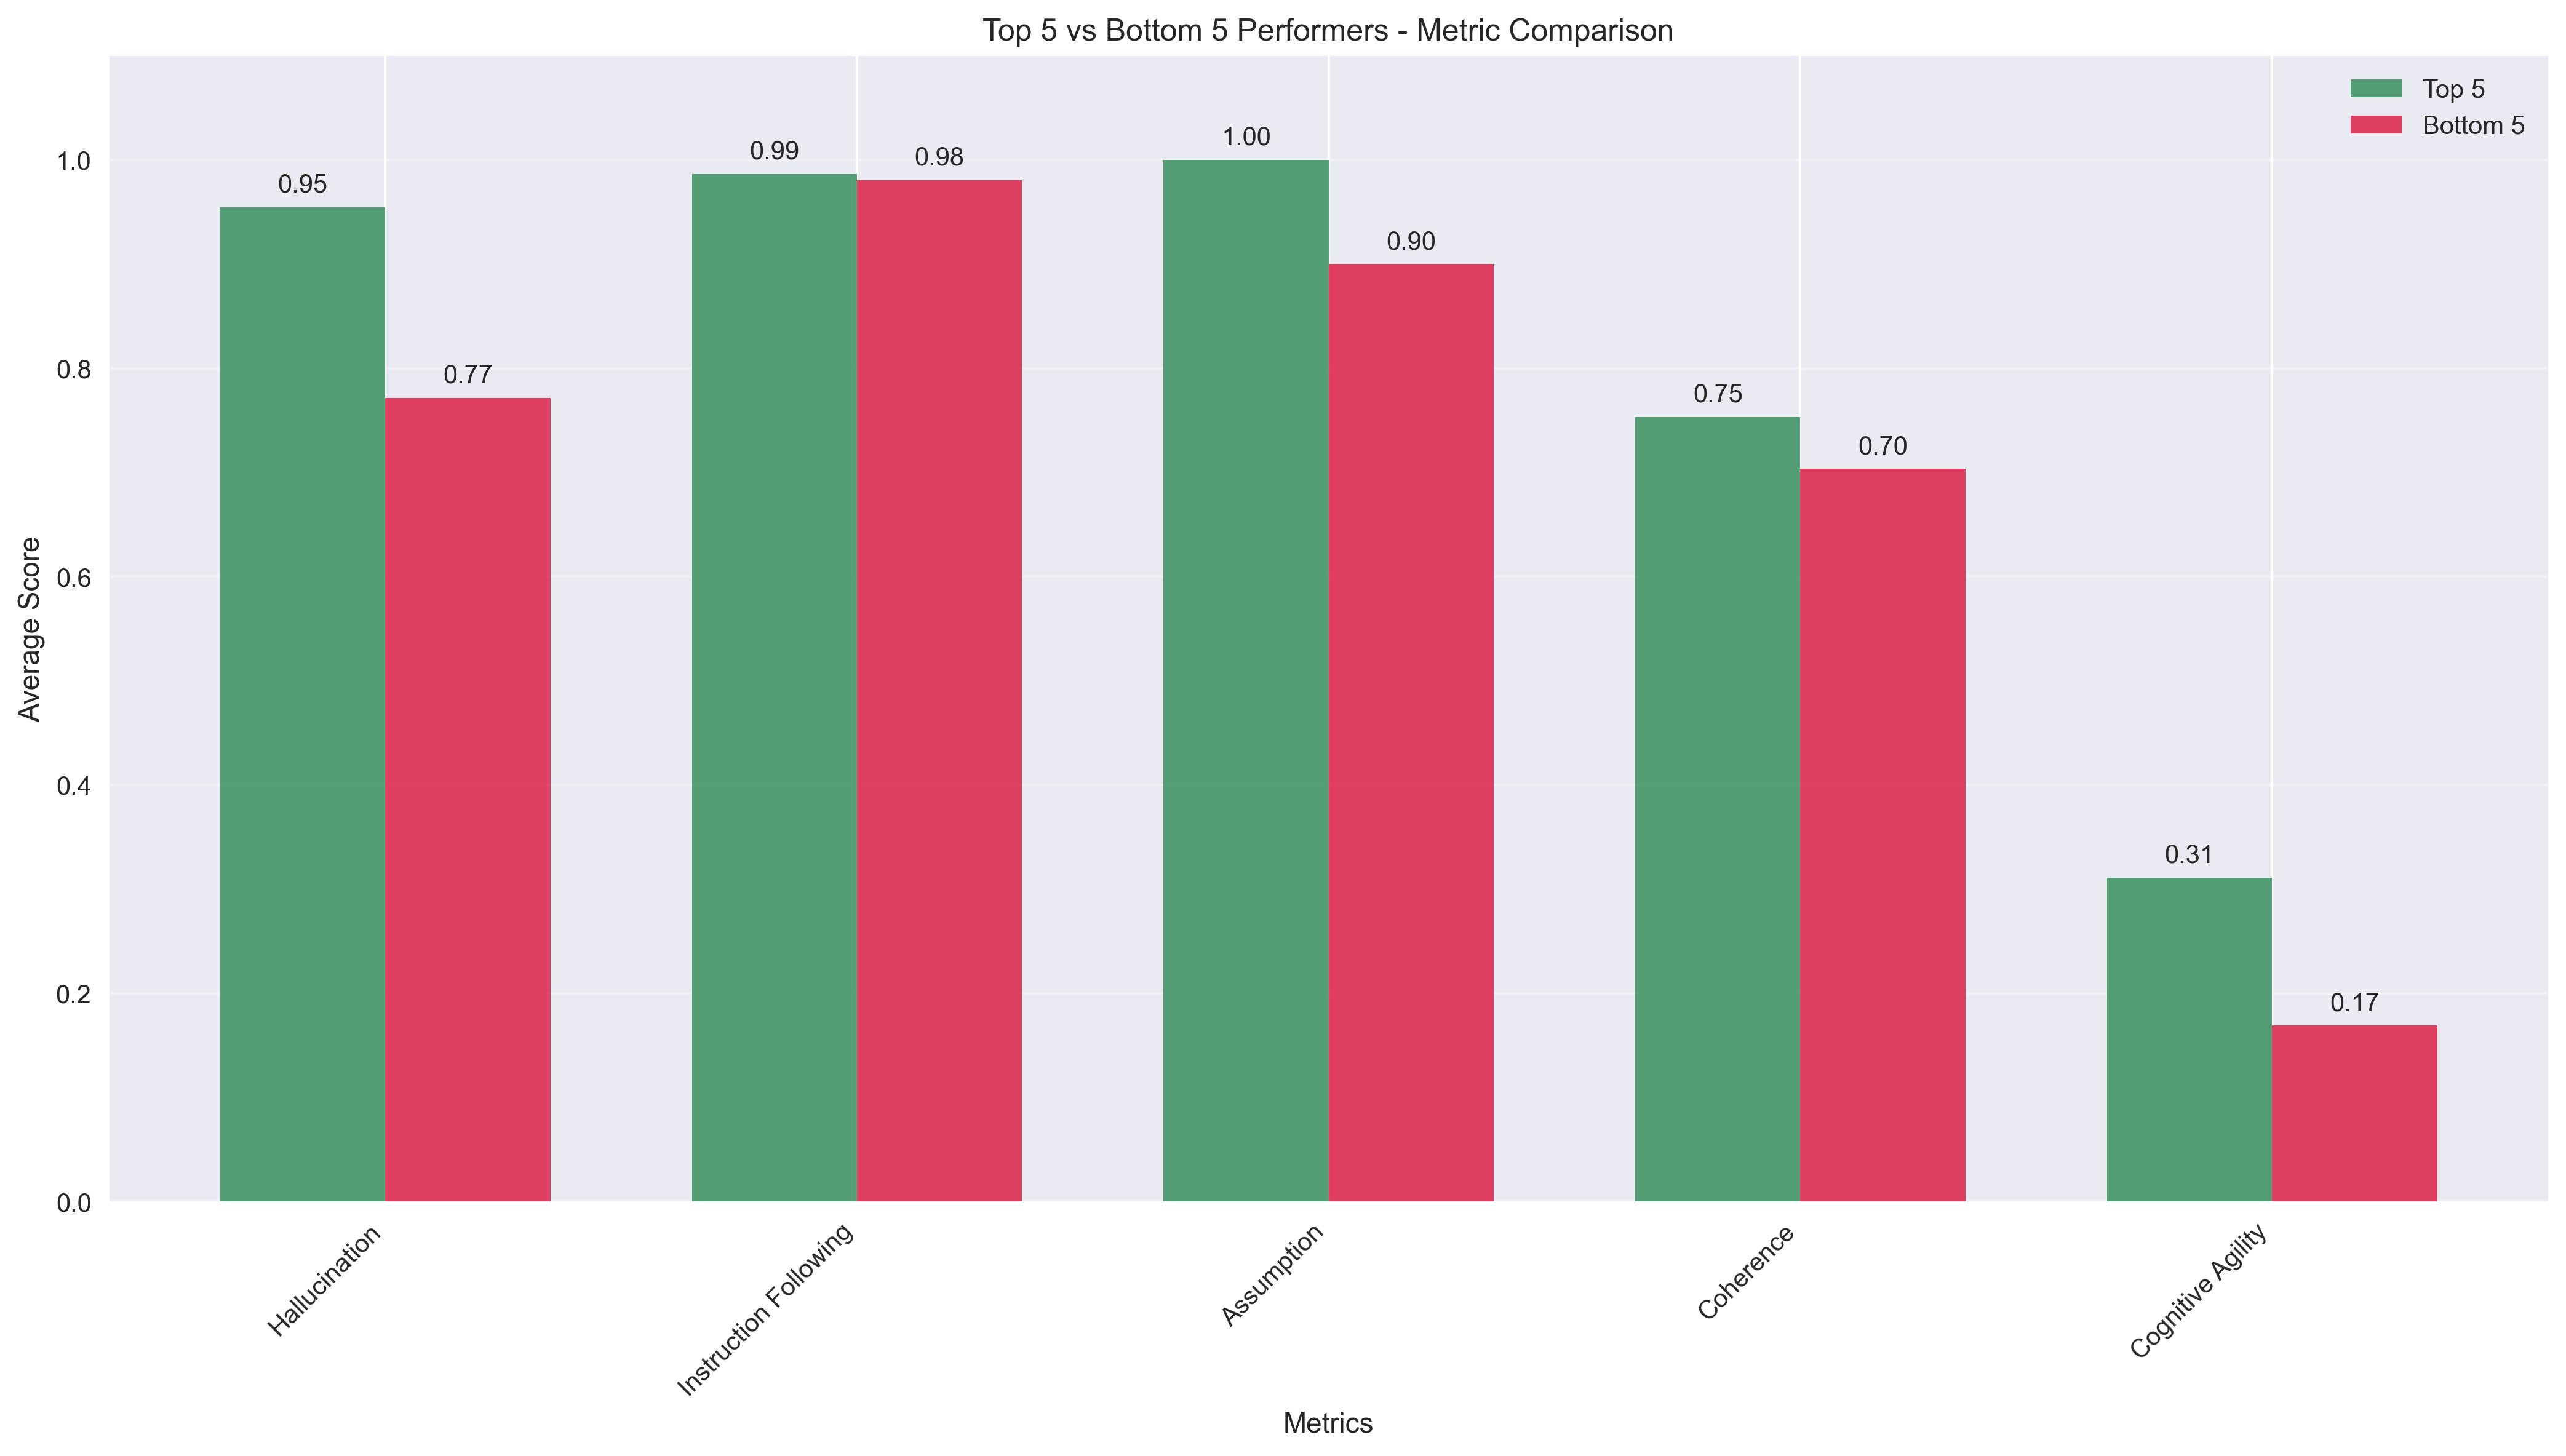 Top 5 vs Bottom 5 Performers - Metric Comparison
Top 5
Bottom 5
Average Score
1.0
0.8
0.6
0.4
0.2
0.0
0.95
0.77
0.99
0.98
1.00
0.90
0.75
0.70
0.31
0.17
Hallucination
Instruction Following
Assumption
Coherence
Cognitive Agility
Metrics